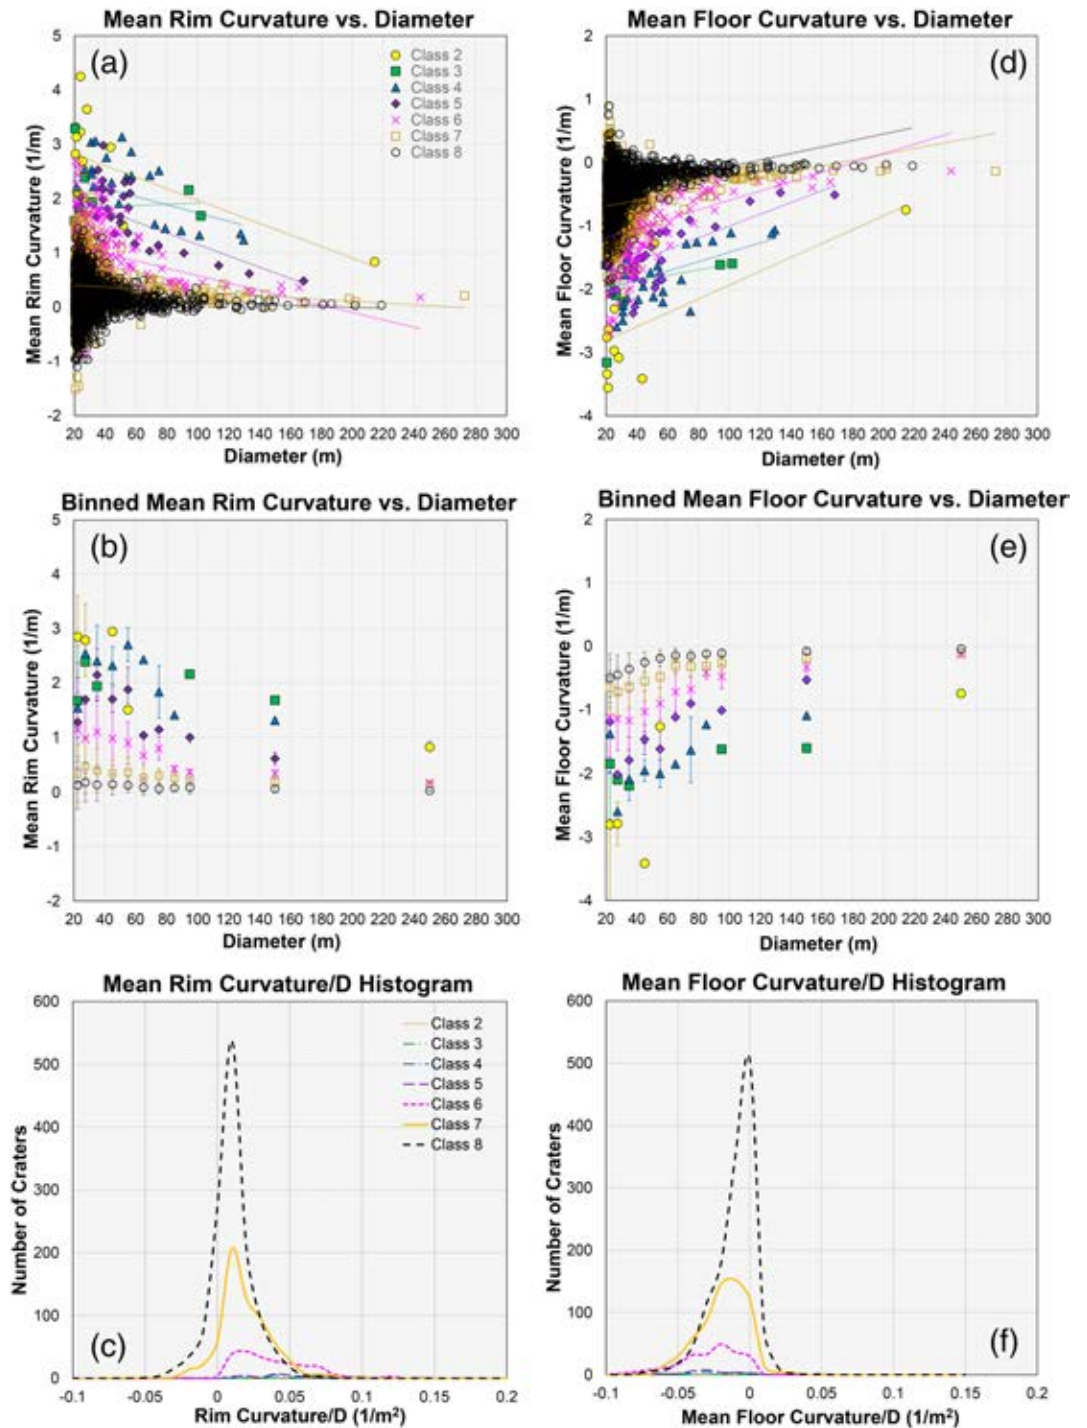 Mean Rim Curvature vs. Diameter
(a)
Class 2
Class 3
Class 4
Class 5
Class 6
Class 7
Class 8
5
4
3
2
1
0
-1
-2
Mean Rim Curvature (1/m)
20 40 60 80 100 120 140 160 180 200 220 240 260 280 300
Diameter (m)
Mean Floor Curvature vs. Diameter
(d)
2
1
0
-1
-2
-3
-4
Mean Floor Curvature (1/m)
20 40 60 80 100 120 140 160 180 200 220 240 260 280 300
Diameter (m)
Binned Mean Rim Curvature vs. Diameter
(b)
5
4
3
2
1
0
-1
-2
Mean Rim Curvature (1/m)
20 40 60 80 100 120 140 160 180 200 220 240 260 280 300
Diameter (m)
Binned Mean Floor Curvature vs. Diameter
(e)
2
1
0
-1
-2
-3
-4
Mean Floor Curvature (1/m)
20 40 60 80 100 120 140 160 180 200 220 240 260 280 300
Diameter (m)
Mean Rim Curvature/D Histogram
Class 2
Class 3
Class 4
Class 5
Class 6
Class 7
Class 8
600
500
400
300
200
100
0
Number of Craters
(c)
-0.1 -0.05 0 0.05 0.1 0.15 0.2
Rim Curvature/D (1/m²)
Mean Floor Curvature/D Histogram
600
500
400
300
200
100
0
Number of Craters
(f)
-0.1 -0.05 0 0.05 0.1 0.15 0.2
Mean Floor Curvature/D (1/m²)